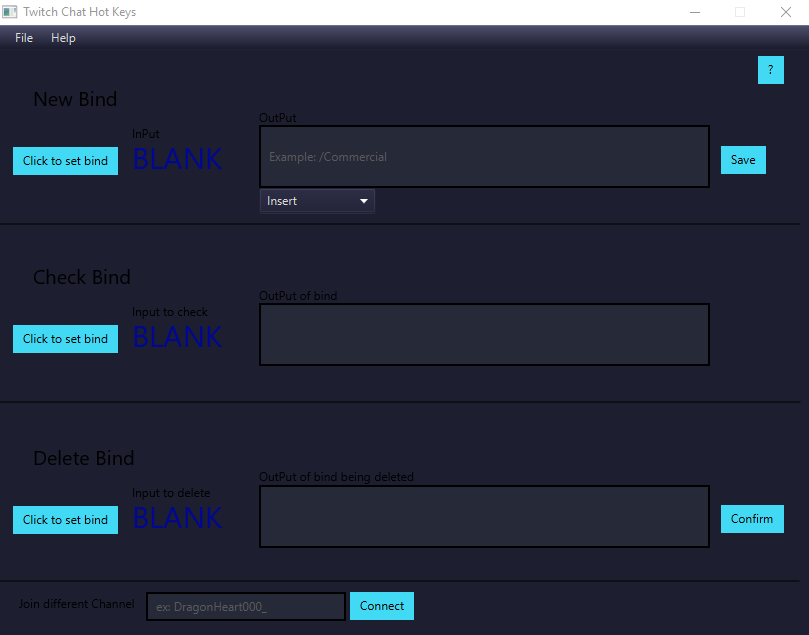 Twitch Chat Hot Keys
File Help
?
New Bind
OutPut
InPut
Click to set bind
BLANK
Example: /Commercial
Save
Insert
Check Bind
OutPut of bind
Input to check
Click to set bind
BLANK
Delete Bind
OutPut of bind being deleted
Input to delete
Click to set bind
BLANK
Confirm
Join different Channel
ex: DragonHeart000_
Connect